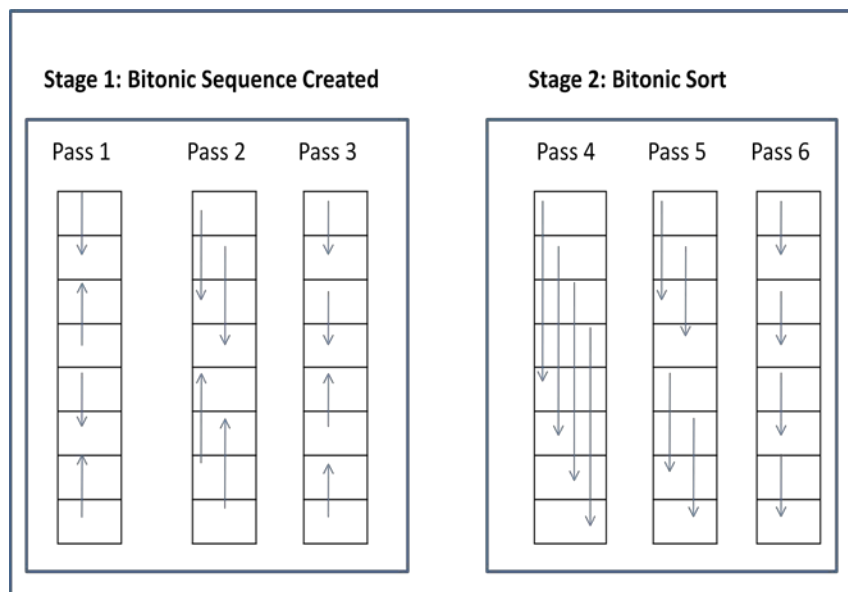 Stage 1: Bitonic Sequence Created
Pass 1
Pass 2
Pass 3
Stage 2: Bitonic Sort
Pass 4
Pass 5
Pass 6